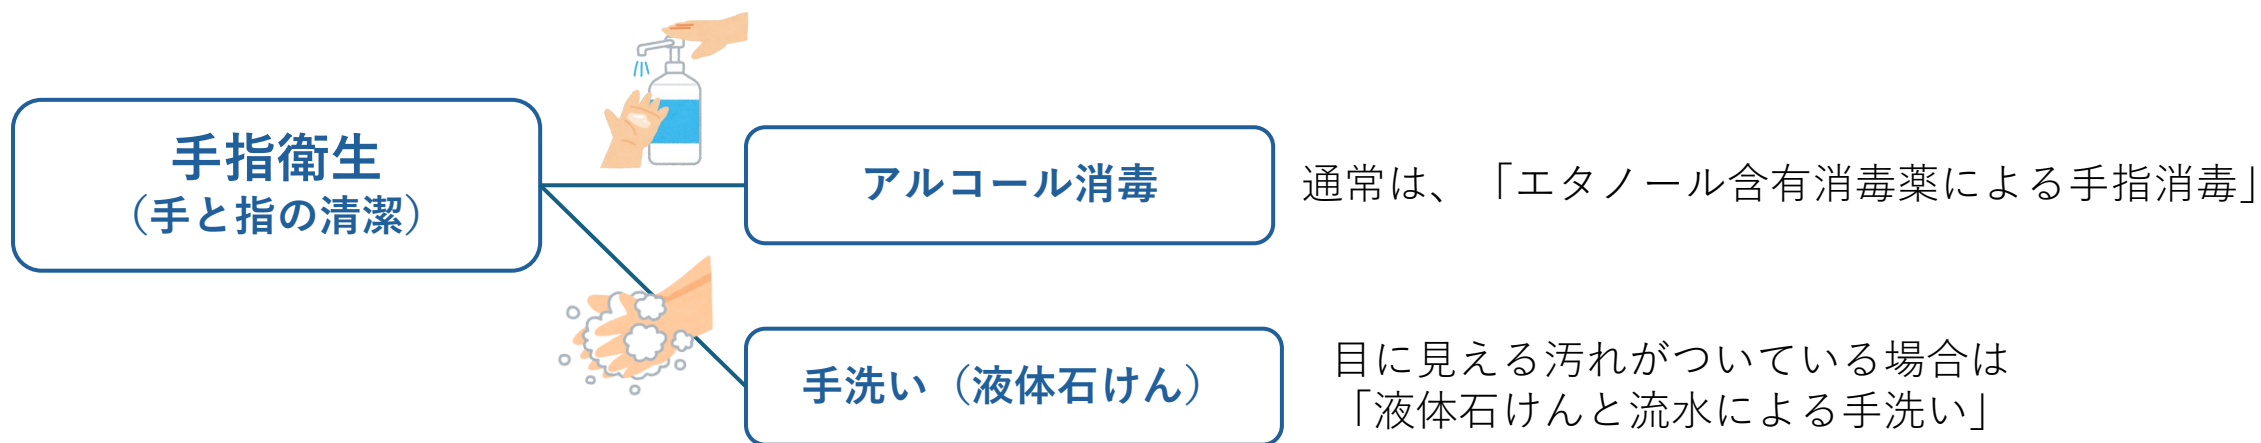 手指衛生
（手と指の清潔）
アルコール消毒
通常は、「エタノール含有消毒薬による手指消毒」
手洗い（液体石けん）
目に見える汚れがついている場合は
「液体石けんと流水による手洗い」